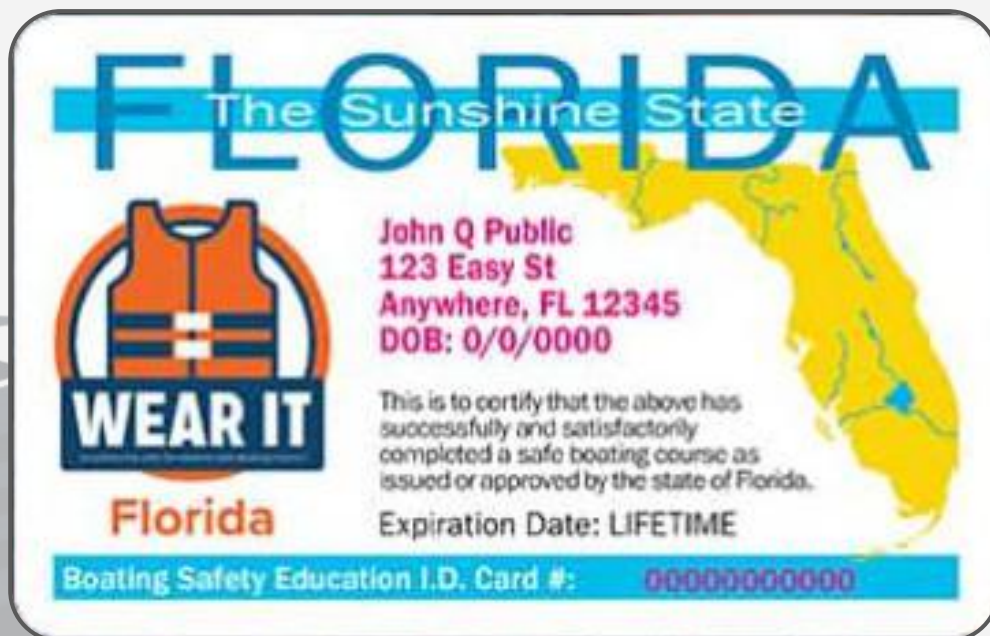 FLORIDA
The Sunshine State
John Q Public
123 Easy St
Anywhere, FL 12345
DOB: 0/0/0000
WEAR IT
Florida
This is to certify that the above has
successfully and satisfactorily
completed a safe boating course as
issued or approved by the state of Florida.
Expiration Date: LIFETIME
Boating Safety Education I.D. Card #: 00000000000